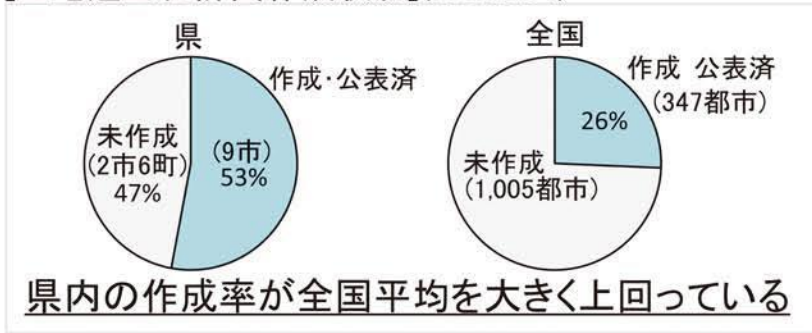 県
作成・公表済
未作成
(2市6町)
47%
(9市)
53%
全国
作成 公表済
(347都市)
26%
未作成
(1,005都市)
県内の作成率が全国平均を大きく上回っている